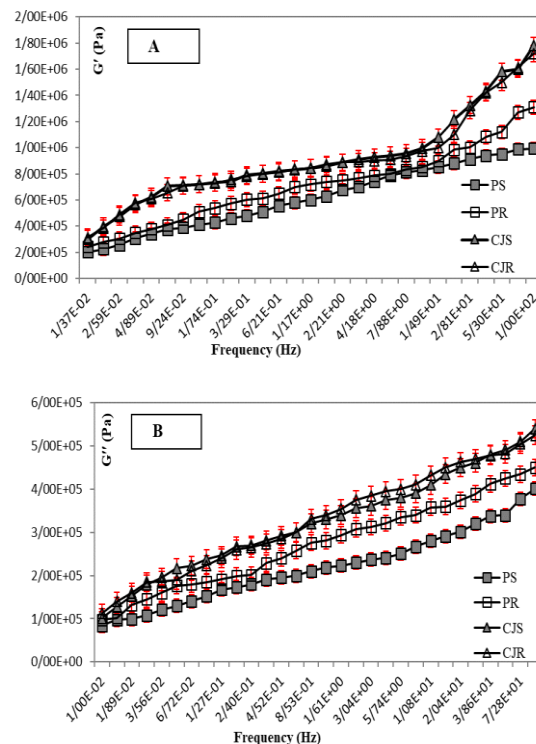 2/00E+06
1/80E+06
1/60E+06
1/40E+06
1/20E+06
1/00E+06
8/00E+05
6/00E+05
4/00E+05
2/00E+05
0/00E+00
G′ (Pa)
A
PS
PR
CJS
CJR
1/37E-02
2/59E-02
4/89E-02
9/24E-02
1/74E-01
3/29E-01
6/21E-01
1/17E+00
2/21E+00
4/18E+00
7/88E+00
1/49E+01
2/81E+01
5/30E+01
1/00E+02
Frequency (Hz)
6/00E+05
5/00E+05
4/00E+05
3/00E+05
2/00E+05
1/00E+05
0/00E+00
G″ (Pa)
B
PS
PR
CJS
CJR
1/00E-02
1/89E-02
3/56E-02
6/72E-02
1/27E-01
2/40E-01
4/52E-01
8/53E-01
1/61E+00
3/04E+00
5/74E+00
1/08E+01
2/04E+01
3/86E+01
7/28E+01
Frequency (Hz)